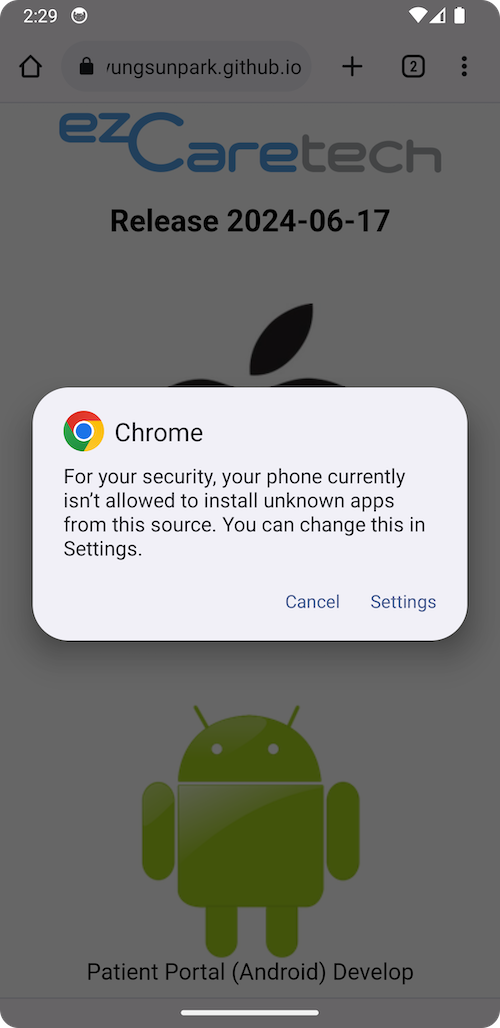 2:29
yungsunpark.github.io
2
ezCaretech
Release 2024-06-17
Chrome
For your security, your phone currently
isn’t allowed to install unknown apps
from this source. You can change this in
Settings.
Cancel Settings
Patient Portal (Android) Develop